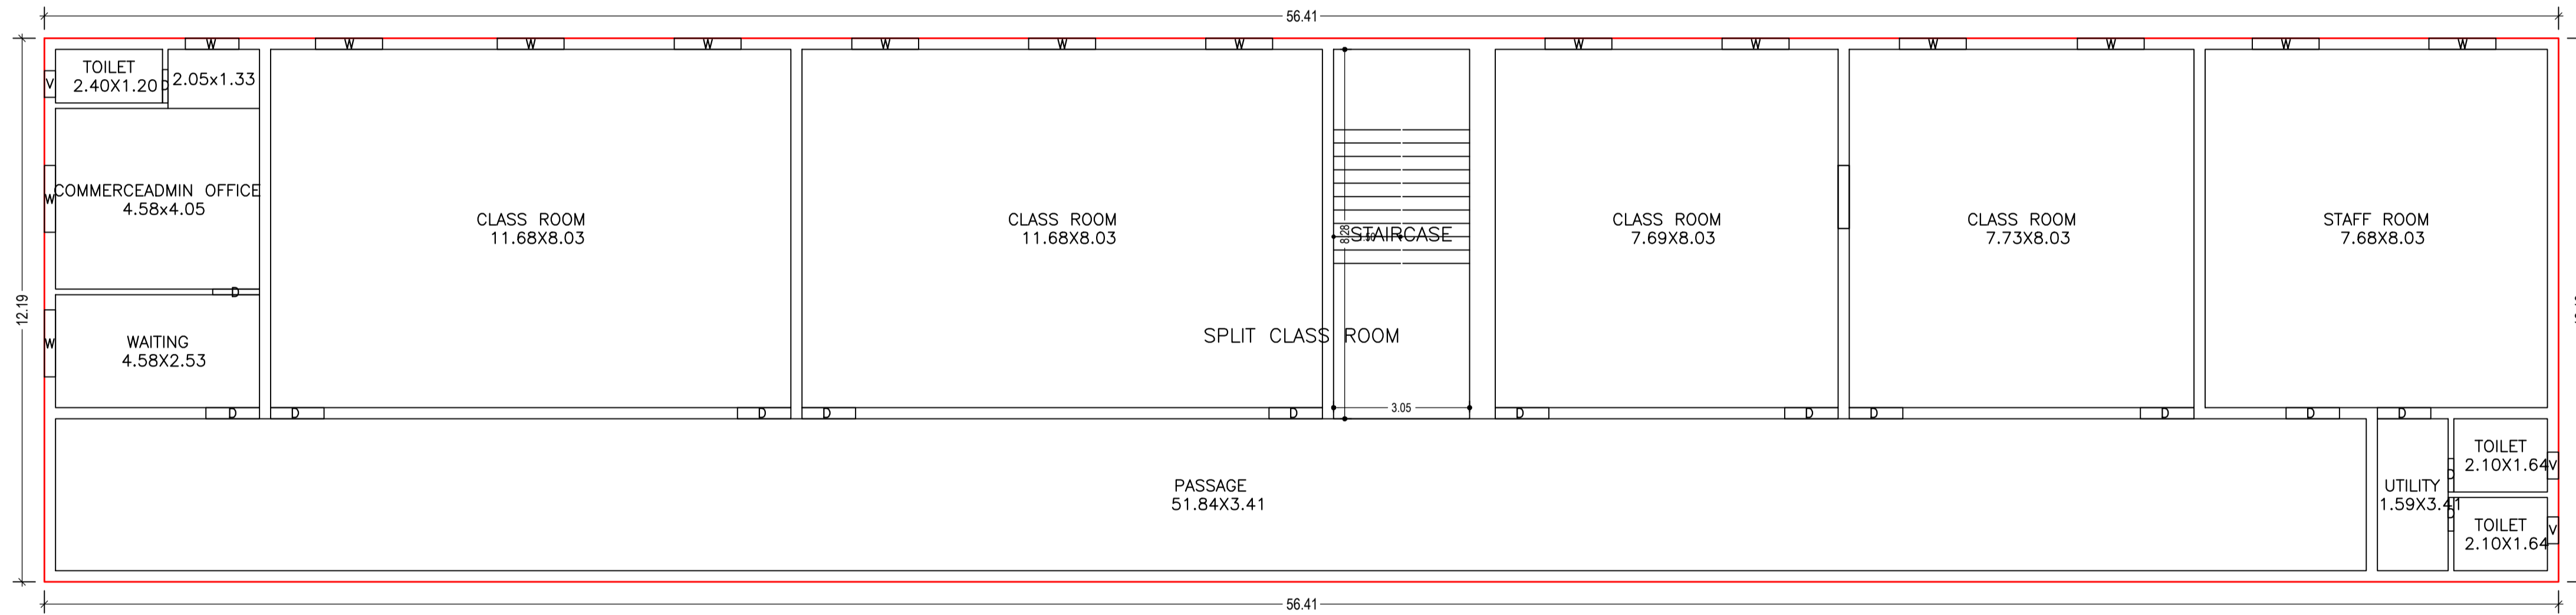 56.41
W W W W W W W W W W W W W
TOILET
2.40X1.20
V
D
2.05x1.33
COMMERCEADMIN OFFICE
4.58x4.05
W
D
WAITING
4.58X2.53
W
12.19
CLASS ROOM
11.68X8.03
CLASS ROOM
11.68X8.03
8.28
STAIRCASE
SPLIT CLASS ROOM
3.05
CLASS ROOM
7.69X8.03
CLASS ROOM
7.73X8.03
STAFF ROOM
7.68X8.03
D D D D D D D D D D D
PASSAGE
51.84X3.41
UTILITY
1.59X3.41
TOILET
2.10X1.64
V
D
D
TOILET
2.10X1.64
V
56.41